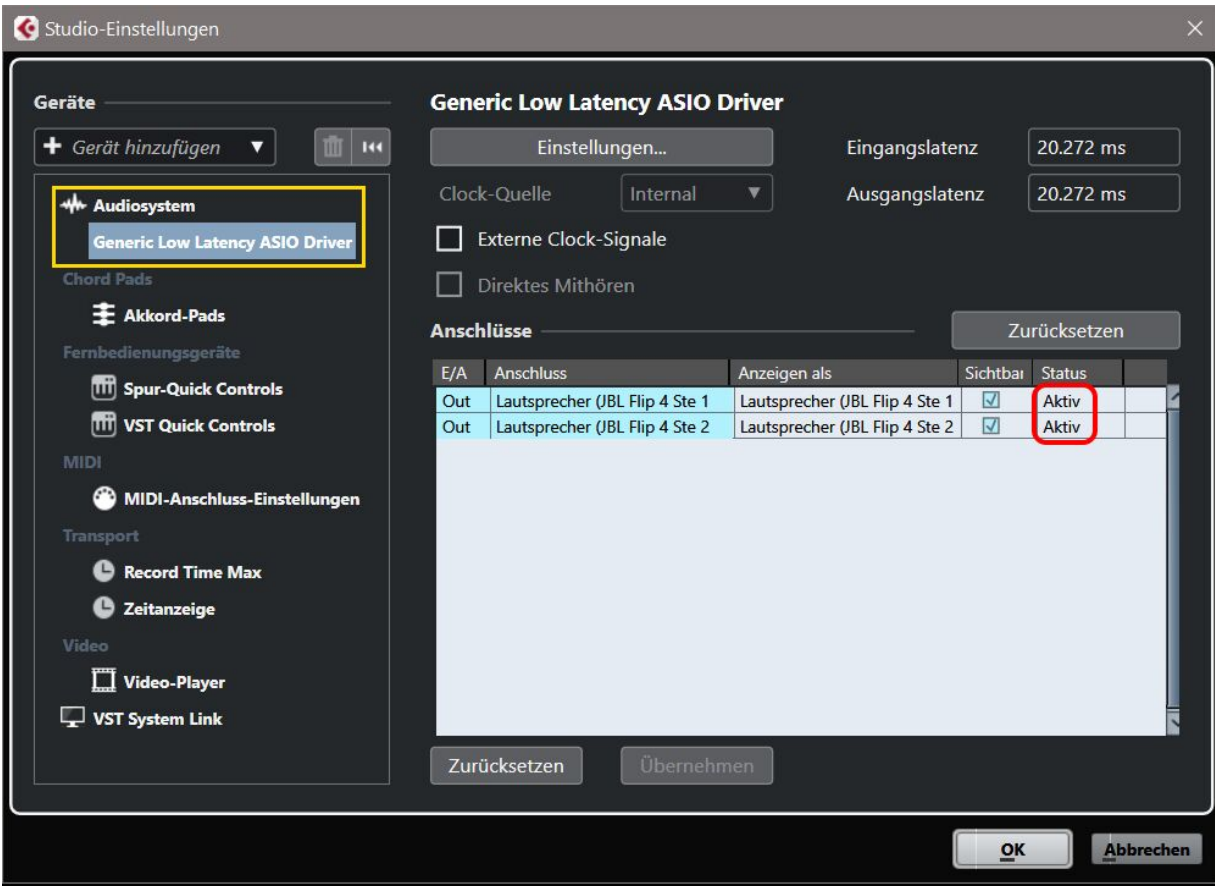 Studio-Einstellungen
Geräte
Gerät hinzufügen
Audiosystem
Generic Low Latency ASIO Driver
Chord Pads
Akkord-Pads
Fernbedienungsgeräte
Spur-Quick Controls
VST Quick Controls
MIDI
MIDI-Anschluss-Einstellungen
Transport
Record Time Max
Zeitanzeige
Video
Video-Player
VST System Link
Generic Low Latency ASIO Driver
Einstellungen... Eingangslatenz 20.272 ms
Clock-Quelle Internal Ausgangslatenz 20.272 ms
Externe Clock-Signale
Direktes Mithören
Anschlüsse Zurücksetzen
E/A Anschluss Anzeigen als Sichtbar Status
Out Lautsprecher (JBL Flip 4 Ste 1 Lautsprecher (JBL Flip 4 Ste 1 Aktiv
Out Lautsprecher (JBL Flip 4 Ste 2 Lautsprecher (JBL Flip 4 Ste 2 Aktiv
Zurücksetzen Übernehmen
OK Abbrechen